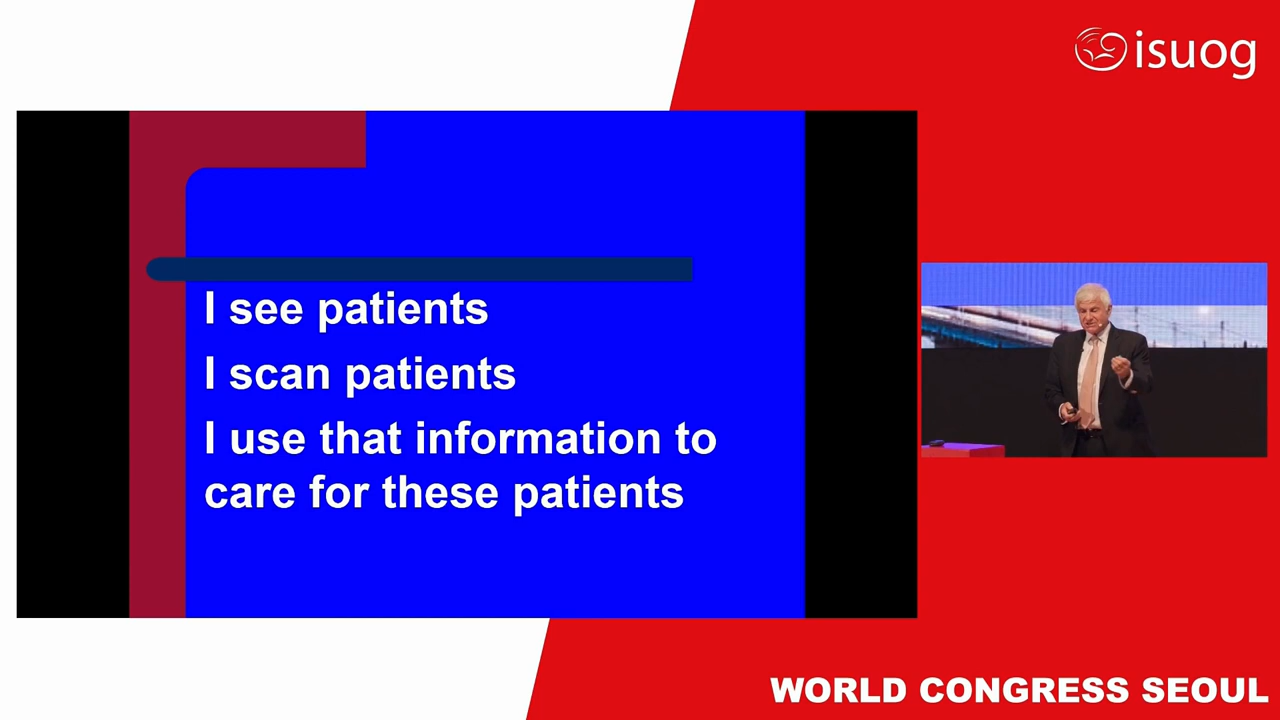 isuog
I see patients
I scan patients
I use that information to
care for these patients
WORLD CONGRESS SEOUL